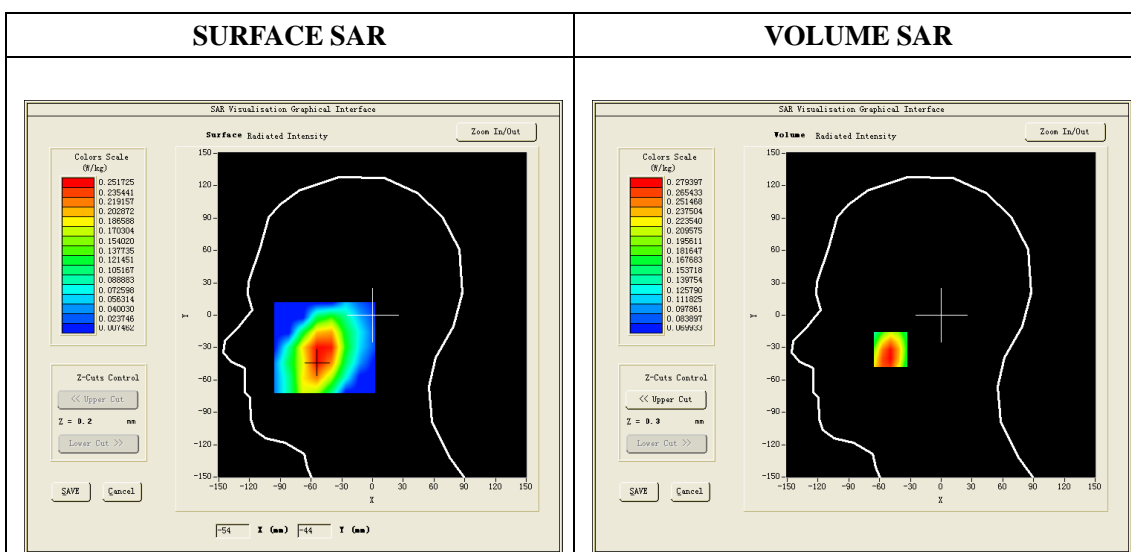 SURFACE SAR
VOLUME SAR
SAR Visualisation Graphical Interface
Surface Radiated Intensity
Zoom In/Out
Colors Scale
(W/kg)
0.251725
0.235441
0.219157
0.202872
0.186588
0.170304
0.154020
0.137735
0.121451
0.105167
0.088883
0.072598
0.056314
0.040030
0.023746
0.007462
Z-Cuts Control
<< Upper Cut
Z = 0.2 mm
Lower Cut >>
SAVE Cancel
150
120
90
60
30
0
-30
-60
-90
-120
-150
Y
-150 -120 -90 -60 -30 0 30 60 90 120 150
X
-54 X (mm) -44 Y (mm)
SAR Visualisation Graphical Interface
Volume Radiated Intensity
Zoom In/Out
Colors Scale
(W/kg)
0.279397
0.265433
0.251468
0.237504
0.223540
0.209575
0.195611
0.181647
0.167683
0.153718
0.139754
0.125790
0.111825
0.097861
0.083897
0.069933
Z-Cuts Control
<< Upper Cut
Z = 0.3 mm
Lower Cut >>
SAVE Cancel
150
120
90
60
30
0
-30
-60
-90
-120
-150
Y
-150 -120 -90 -60 -30 0 30 60 90 120 150
X